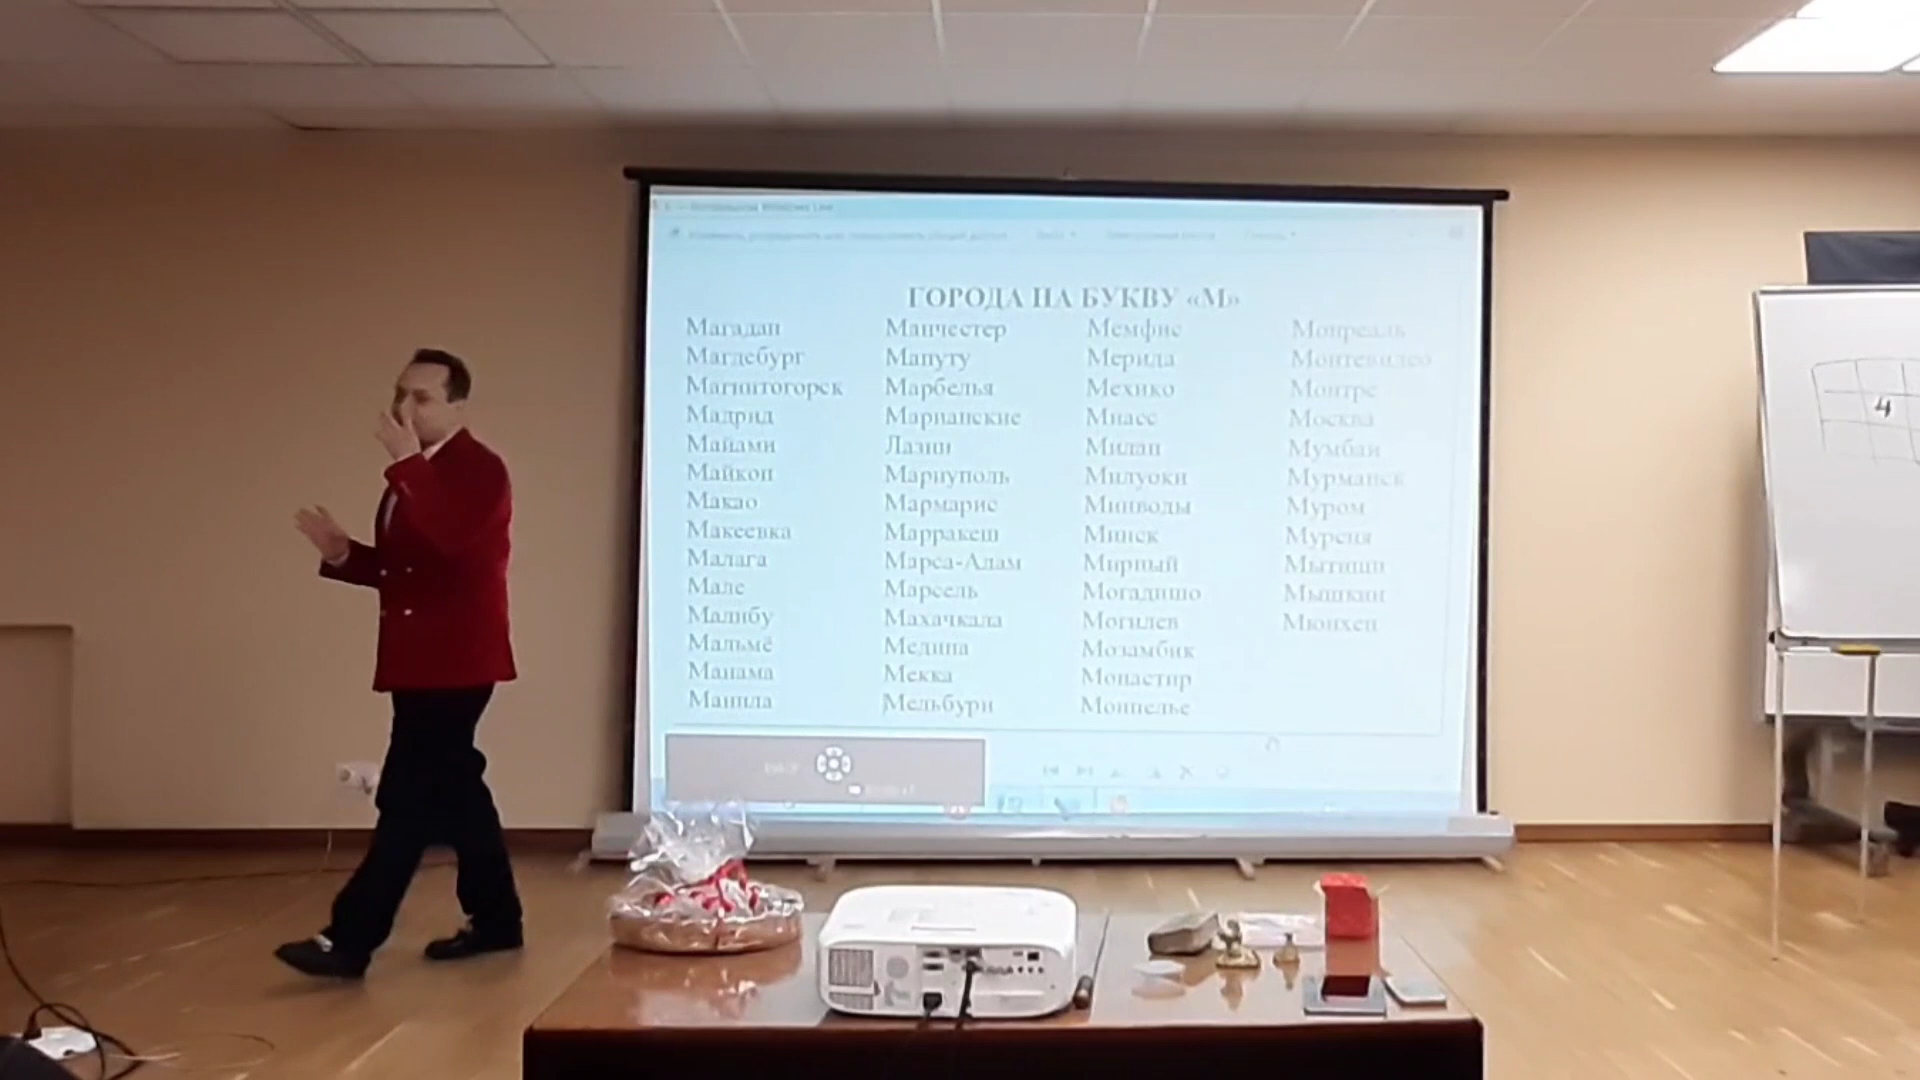 ГОРОДА НА БУКВУ «М»
Магадан
Магдебург
Магнитогорск
Мадрид
Майами
Майкоп
Макао
Макеевка
Малага
Мале
Малибу
Мальмё
Манама
Манила
Манчестер
Мапуту
Марбелья
Марианские
Лазни
Мариуполь
Мармарис
Марракеш
Марса-Алам
Марсель
Махачкала
Медина
Мекка
Мельбурн
Мемфис
Мерида
Мехико
Миасс
Милан
Милуоки
Минводы
Минск
Мирный
Могадишо
Могилев
Мозамбик
Монастир
Монпелье
Монреаль
Монтевидео
Монтре
Москва
Мумбаи
Мурманск
Муром
Мурсия
Мытищи
Мышкин
Мюнхен
4